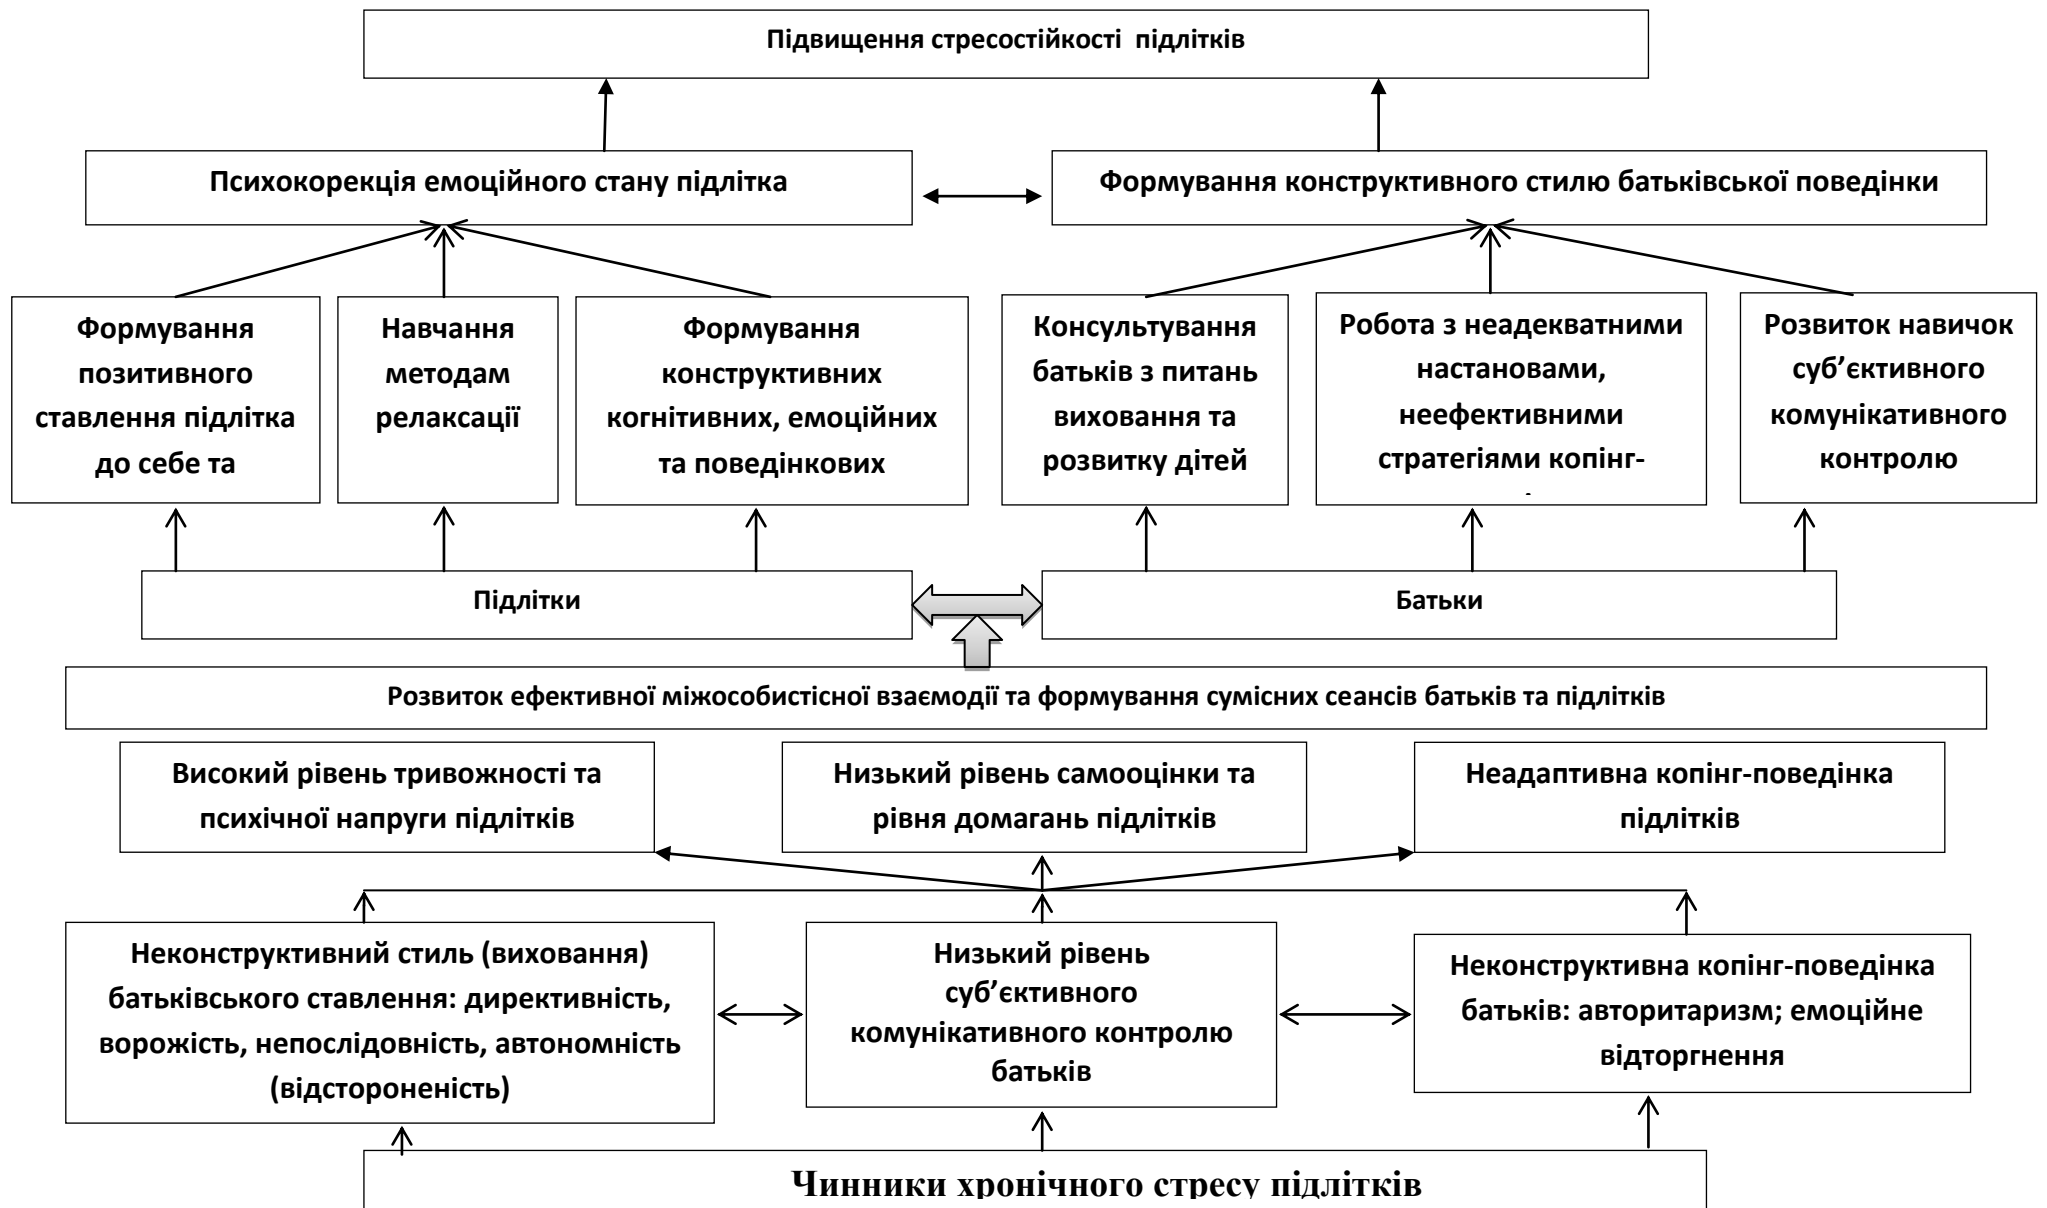 Підвищення стресостійкості підлітків
Психокорекція емоційного стану підлітка
Формування конструктивного стилю батьківської поведінки
Формування
позитивного
ставлення підлітка
до себе та
Навчання
методам
релаксації
Формування
конструктивних
когнітивних, емоційних
та поведінкових
Консультування
батьків з питань
виховання та
розвитку дітей
Робота з неадекватними
настановами,
неефективними
стратегіями копінг-
Розвиток навичок
суб’єктивного
комунікативного
контролю
Підлітки
Батьки
Розвиток ефективної міжособистісної взаємодії та формування сумісних сеансів батьків та підлітків
Високий рівень тривожності та
психічної напруги підлітків
Низький рівень самооцінки та
рівня домагань підлітків
Неадаптивна копінг-поведінка
підлітків
Неконструктивний стиль (виховання)
батьківського ставлення: директивність,
ворожість, непослідовність, автономність
(відстороненість)
Низький рівень
суб’єктивного
комунікативного контролю
батьків
Неконструктивна копінг-поведінка
батьків: авторитаризм; емоційне
відторгнення
Чинники хронічного стресу підлітків